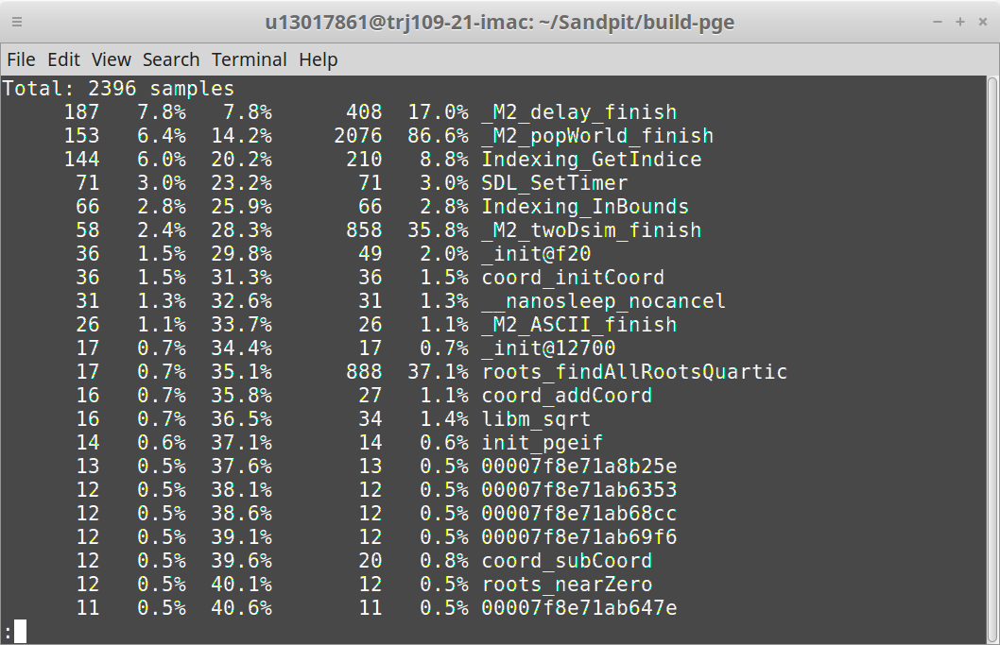 u13017861@trj109-21-imac: ~/Sandpit/build-pge
File Edit View Search Terminal Help
Total: 2396 samples
187 7.8% 7.8% 408 17.0% _M2_delay_finish
153 6.4% 14.2% 2076 86.6% _M2_popWorld_finish
144 6.0% 20.2% 210 8.8% Indexing_GetIndice
71 3.0% 23.2% 71 3.0% SDL_SetTimer
66 2.8% 25.9% 66 2.8% Indexing_InBounds
58 2.4% 28.3% 858 35.8% _M2_twoDsim_finish
36 1.5% 29.8% 49 2.0% _init@f20
36 1.5% 31.3% 36 1.5% coord_initCoord
31 1.3% 32.6% 31 1.3% __nanosleep_nocancel
26 1.1% 33.7% 26 1.1% _M2_ASCII_finish
17 0.7% 34.4% 17 0.7% _init@12700
17 0.7% 35.1% 888 37.1% roots_findAllRootsQuartic
16 0.7% 35.8% 27 1.1% coord_addCoord
16 0.7% 36.5% 34 1.4% libm_sqrt
14 0.6% 37.1% 14 0.6% init_pgeif
13 0.5% 37.6% 13 0.5% 00007f8e71a8b25e
12 0.5% 38.1% 12 0.5% 00007f8e71ab6353
12 0.5% 38.6% 12 0.5% 00007f8e71ab68cc
12 0.5% 39.1% 12 0.5% 00007f8e71ab69f6
12 0.5% 39.6% 20 0.8% coord_subCoord
12 0.5% 40.1% 12 0.5% roots_nearZero
11 0.5% 40.6% 11 0.5% 00007f8e71ab647e
: